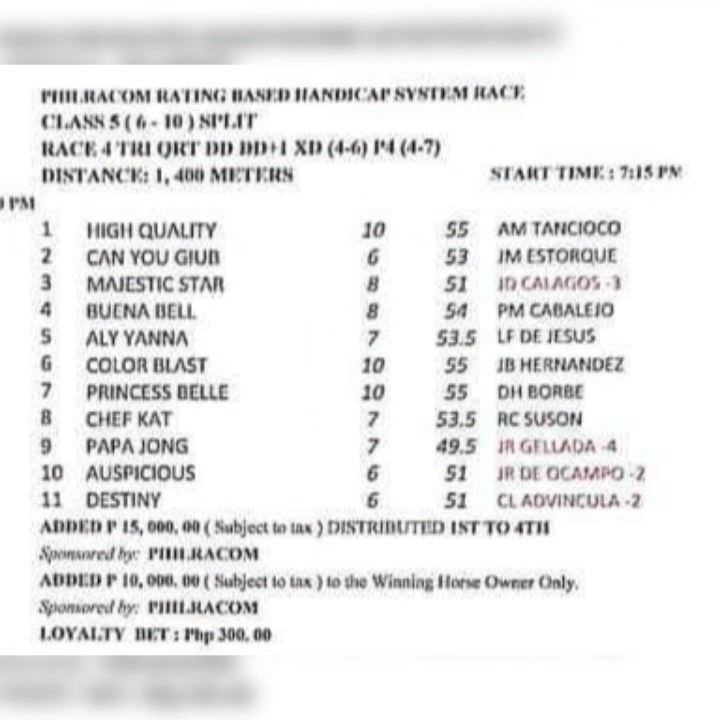 PHILRACOM RATING BASED HANDICAP SYSTEM RACE
CLASS 5 ( 6 - 10 ) SPLIT
RACE 4 TRI QRT DD DD+1 XD (4-6) P4 (4-7)
DISTANCE: 1, 400 METERS START TIME : 7:15 PM
PM
1 HIGH QUALITY 10 55 AM TANCIOCO
2 CAN YOU GIUB 6 53 JM ESTORQUE
3 MAJESTIC STAR 8 51 JD CALAGOS -3
4 BUENA BELL 8 54 PM CABALEJO
5 ALY YANNA 7 53.5 LF DE JESUS
6 COLOR BLAST 10 55 JB HERNANDEZ
7 PRINCESS BELLE 10 55 DH BORBE
8 CHEF KAT 7 53.5 RC SUSON
9 PAPA JONG 7 49.5 JR GELLADA -4
10 AUSPICIOUS 6 51 JR DE OCAMPO -2
11 DESTINY 6 51 CL ADVINCULA -2
ADDED P 15, 000. 00 ( Subject to tax ) DISTRIBUTED 1ST TO 4TH
Sponsored by: PHILRACOM
ADDED P 10, 000. 00 ( Subject to tax ) to the Winning Horse Owner Only.
Sponsored by: PHILRACOM
LOYALTY BET : Php 300. 00